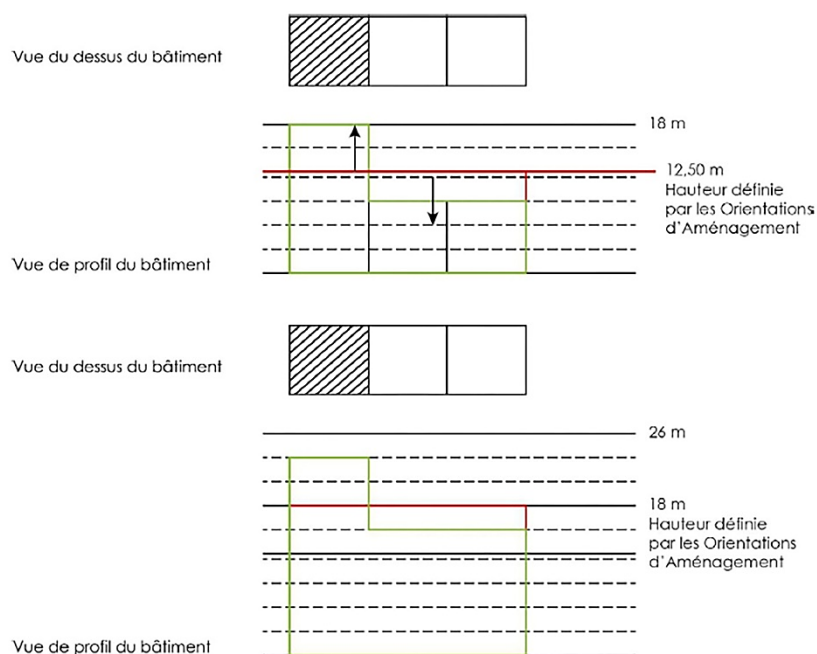 Vue du dessus du bâtiment
18 m
12,50 m
Hauteur définie
par les Orientations
d'Aménagement
Vue de profil du bâtiment
Vue du dessus du bâtiment
26 m
18 m
Hauteur définie
par les Orientations
d'Aménagement
Vue de profil du bâtiment